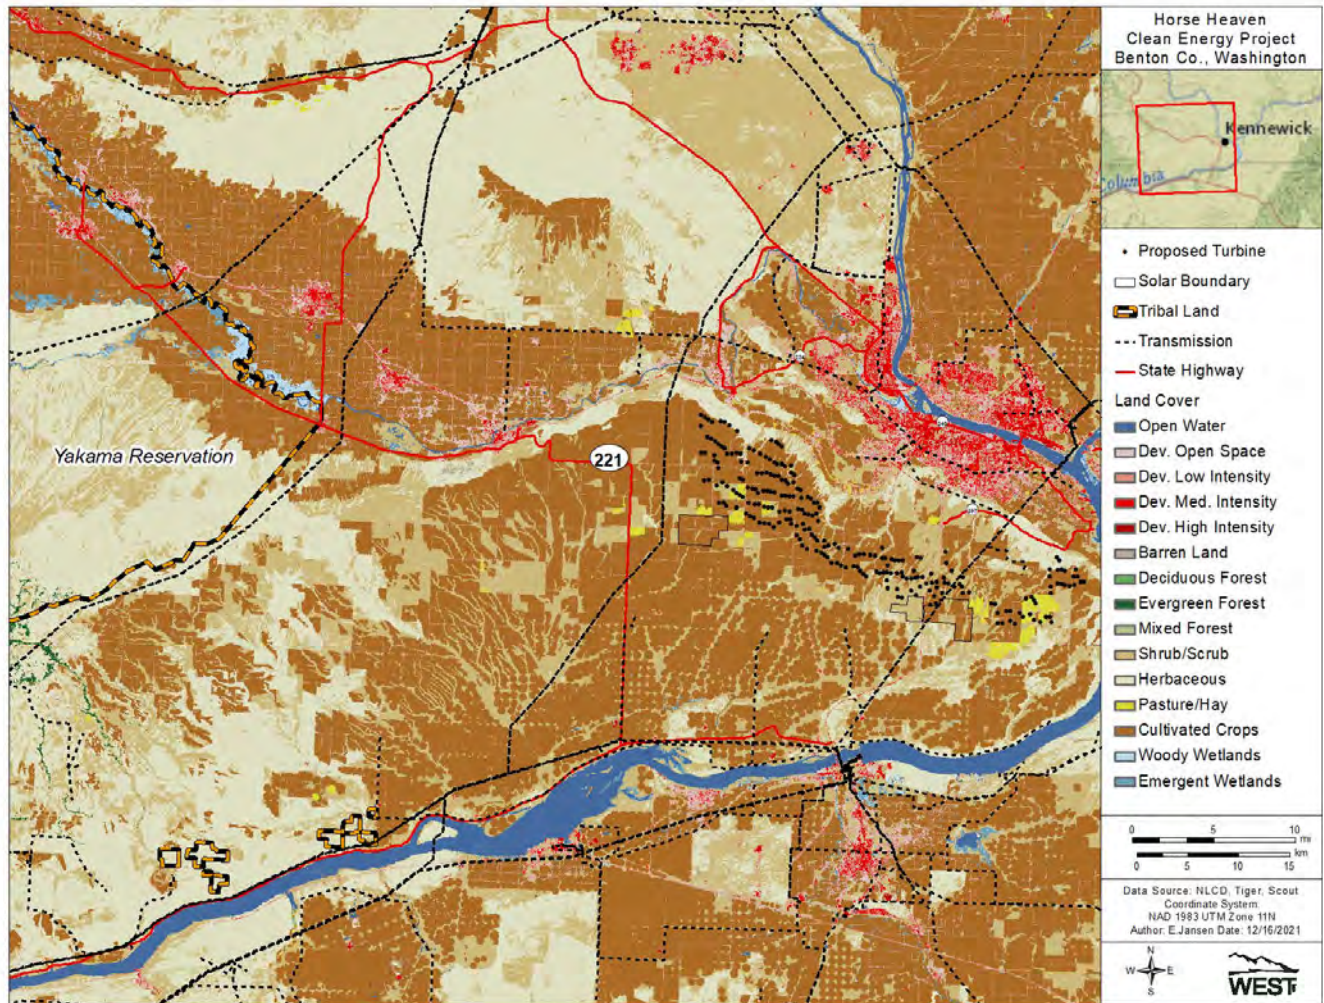 Horse Heaven
Clean Energy Project
Benton Co., Washington
Kennewick
Columbia
Proposed Turbine
Solar Boundary
Tribal Land
Transmission
State Highway
Land Cover
Open Water
Dev. Open Space
Dev. Low Intensity
Dev. Med. Intensity
Dev. High Intensity
Barren Land
Deciduous Forest
Evergreen Forest
Mixed Forest
Shrub/Scrub
Herbaceous
Pasture/Hay
Cultivated Crops
Woody Wetlands
Emergent Wetlands
Yakama Reservation
221
0 5 10
mi
km
0 5 10 15
Data Source: NLCD, Tiger, Scout
Coordinate System:
NAD 1983 UTM Zone 11N
Author: E.Jansen Date: 12/16/2021
N
W E
S
WEST